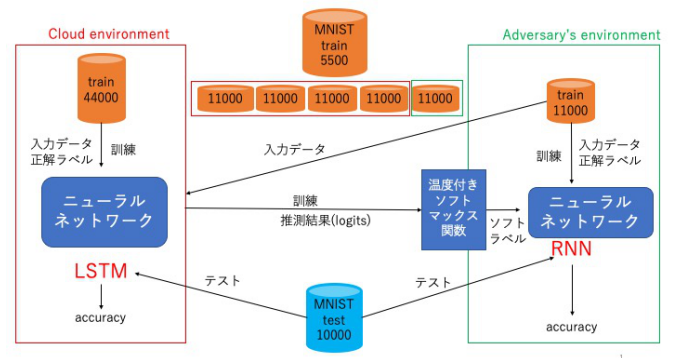 Cloud environment
MNIST
train
5500
Adversary's environment
train
44000
11000
11000
11000
11000
11000
train
11000
入力データ
正解ラベル
訓練
入力データ
訓練
入力データ
正解ラベル
ニューラル
ネットワーク
訓練
推測結果(logits)
温度付き
ソフト
マックス
関数
ソフト
ラベル
ニューラル
ネットワーク
LSTM
RNN
テスト
テスト
MNIST
test
10000
accuracy
accuracy